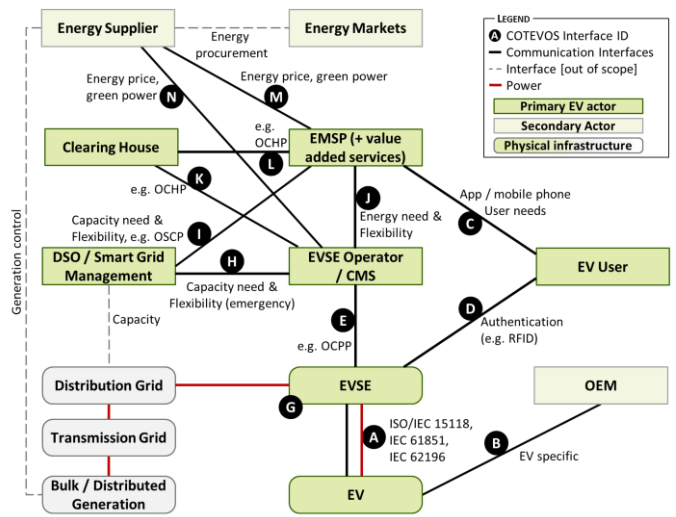 Energy Supplier
Energy Markets
Energy
procurement
LEGEND
A COTEVOS Interface ID
Communication Interfaces
Interface [out of scope]
Power
Primary EV actor
Secondary Actor
Physical infrastructure
Energy price,
green power
N
M
Energy price, green power
e.g.
OCHP
Clearing House
L
EMSP (+ value
added services)
K
e.g. OCHP
J
Energy need &
Flexibility
App / mobile phone
User needs
C
Capacity need &
Flexibility, e.g. OSCP
I
Generation control
DSO / Smart Grid
Management
H
EVSE Operator
/ CMS
EV User
Capacity need &
Flexibility (emergency)
D
Capacity
E
e.g. OCPP
Authentication
(e.g. RFID)
Distribution Grid
EVSE
OEM
G
Transmission Grid
A
ISO/IEC 15118,
IEC 61851,
IEC 62196
B
EV specific
Bulk / Distributed
Generation
EV